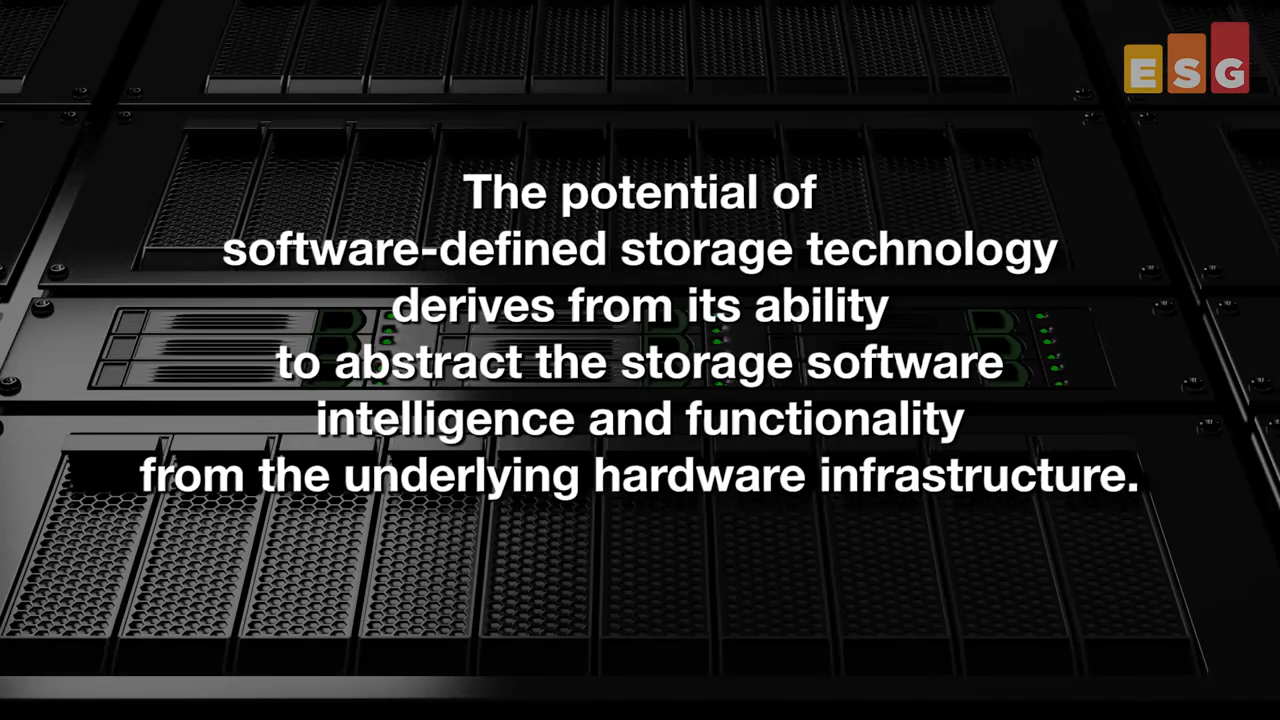 ESG
The potential of
software-defined storage technology
derives from its ability
to abstract the storage software
intelligence and functionality
from the underlying hardware infrastructure.